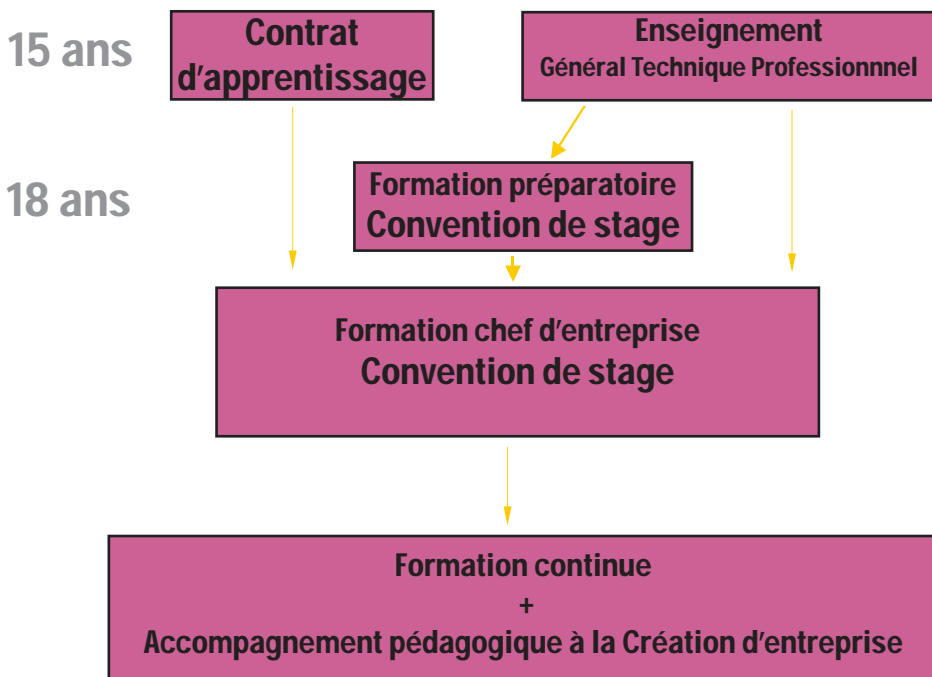 15 ans
Contrat
d'apprentissage
Enseignement
Général Technique Professionnnel
18 ans
Formation préparatoire
Convention de stage
Formation chef d'entreprise
Convention de stage
Formation continue
+
Accompagnement pédagogique à la Création d'entreprise